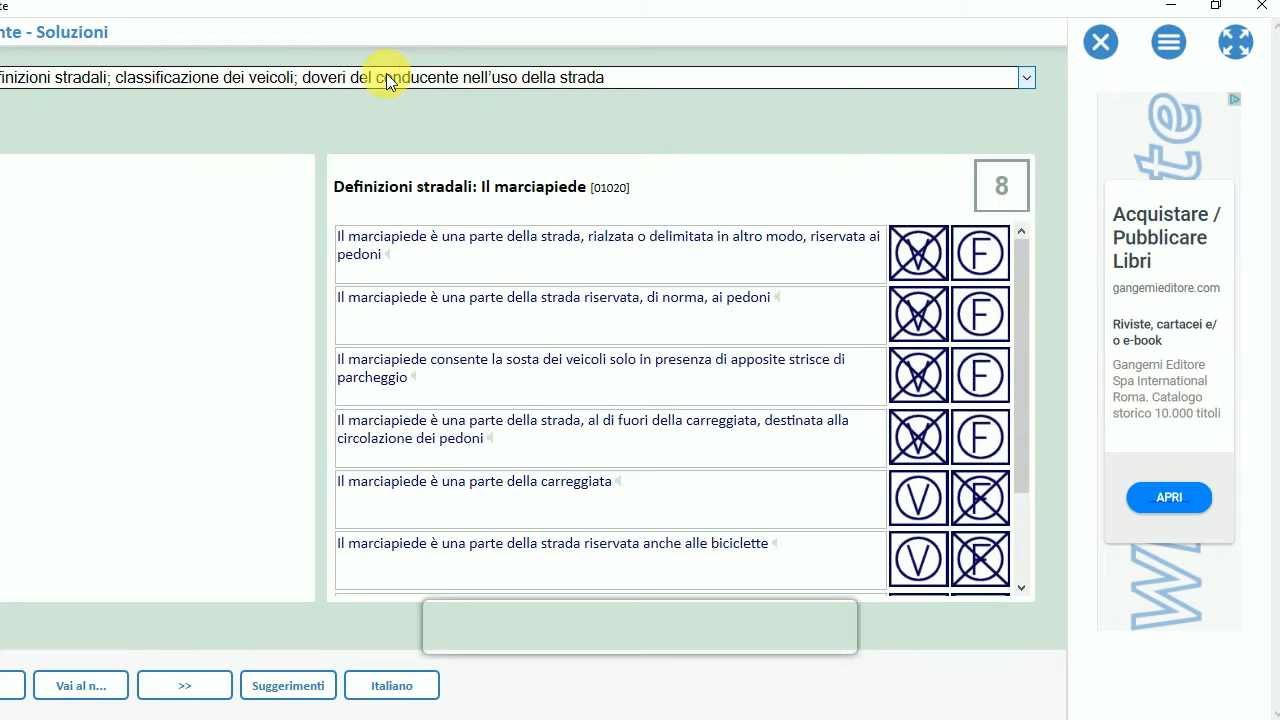 te
nte - Soluzioni
finizioni stradali; classificazione dei veicoli; doveri del conducente nell'uso della strada
Definizioni stradali: Il marciapiede [01020]
8
Il marciapiede è una parte della strada, rialzata o delimitata in altro modo, riservata ai
pedoni
V F
Il marciapiede è una parte della strada riservata, di norma, ai pedoni
V F
Il marciapiede consente la sosta dei veicoli solo in presenza di apposite strisce di
parcheggio
V F
Il marciapiede è una parte della strada, al di fuori della carreggiata, destinata alla
circolazione dei pedoni
V F
Il marciapiede è una parte della carreggiata
V F
Il marciapiede è una parte della strada riservata anche alle biciclette
V F
Vai al n...
>>
Suggerimenti
Italiano
te
Acquistare /
Pubblicare
Libri
gangemieditore.com
Riviste, cartacei e/
o e-book
Gangemi Editore
Spa International
Roma. Catalogo
storico 10.000 titoli
APRI
W